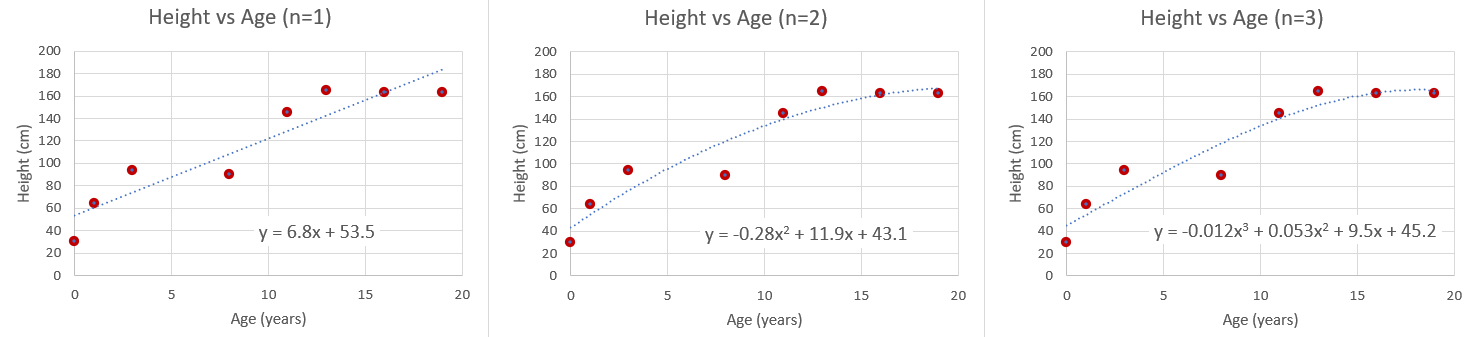 Height vs Age (n=1)
200
180
160
140
120
100
80
60
40
20
0
Height (cm)
y = 6.8x + 53.5
0 5 10 15 20
Age (years)
Height vs Age (n=2)
200
180
160
140
120
100
80
60
40
20
0
Height (cm)
y = -0.28x² + 11.9x + 43.1
0 5 10 15 20
Age (years)
Height vs Age (n=3)
200
180
160
140
120
100
80
60
40
20
0
Height (cm)
y = -0.012x³ + 0.053x² + 9.5x + 45.2
0 5 10 15 20
Age (years)